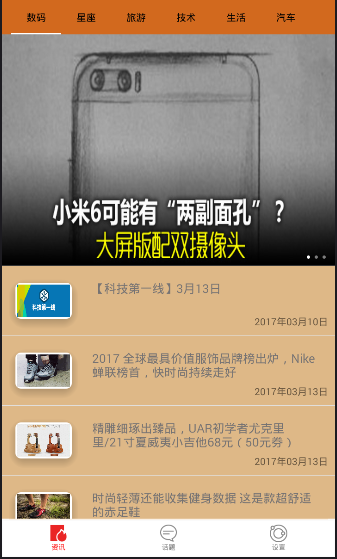 数码 星座 旅游 技术 生活 汽车
小米6可能有“两副面孔”？
大屏版配双摄像头
科技第一线
【科技第一线】3月13日
2017年03月10日
2017 全球最具价值服饰品牌榜出炉，Nike
蝉联榜首，快时尚持续走好
2017年03月13日
精雕细琢出臻品，UAR初学者尤克里
里/21寸夏威夷小吉他68元（50元券）
2017年03月13日
时尚轻薄还能收集健身数据 这是款超舒适
的赤足鞋
资讯 话题 设置